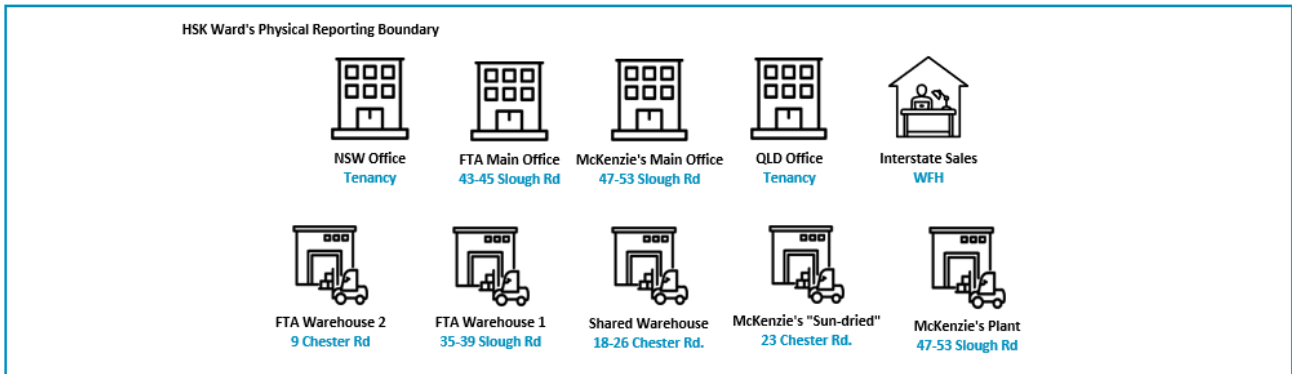 HSK Ward's Physical Reporting Boundary
NSW Office
Tenancy
FTA Main Office
43-45 Slough Rd
McKenzie's Main Office
47-53 Slough Rd
QLD Office
Tenancy
Interstate Sales
WFH
FTA Warehouse 2
9 Chester Rd
FTA Warehouse 1
35-39 Slough Rd
Shared Warehouse
18-26 Chester Rd.
McKenzie's "Sun-dried"
23 Chester Rd.
McKenzie's Plant
47-53 Slough Rd